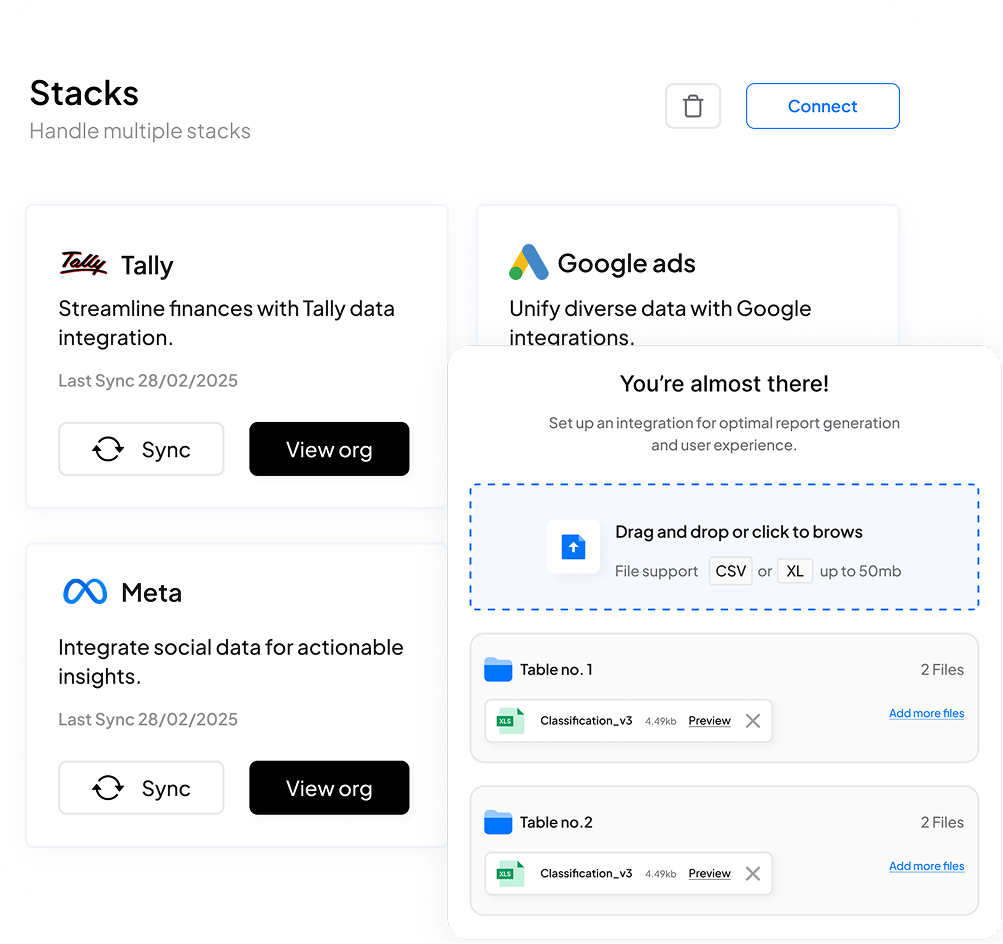 Stacks
Handle multiple stacks
Connect
Tally Tally
Streamline finances with Tally data
integration.
Last Sync 28/02/2025
Sync View org
Google ads
Unify diverse data with Google
integrations.
Meta
Integrate social data for actionable
insights.
Last Sync 28/02/2025
Sync View org
You’re almost there!
Set up an integration for optimal report generation
and user experience.
Drag and drop or click to brows
File support CSV or XL up to 50mb
Table no. 1 2 Files
XLS Classification_v3 4.49kb Preview
Add more files
Table no.2 2 Files
XLS Classification_v3 4.49kb Preview
Add more files